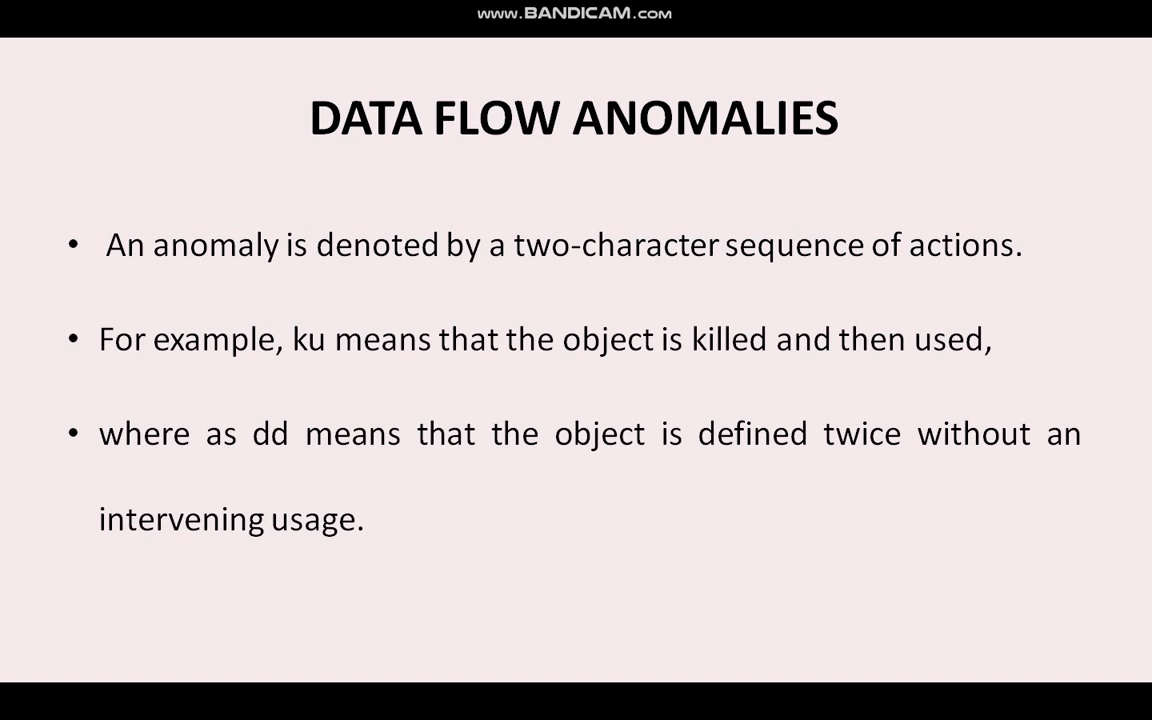 WWW.BANDICAM.COM
DATA FLOW ANOMALIES
• An anomaly is denoted by a two-character sequence of actions.
• For example, ku means that the object is killed and then used,
• where as dd means that the object is defined twice without an
intervening usage.